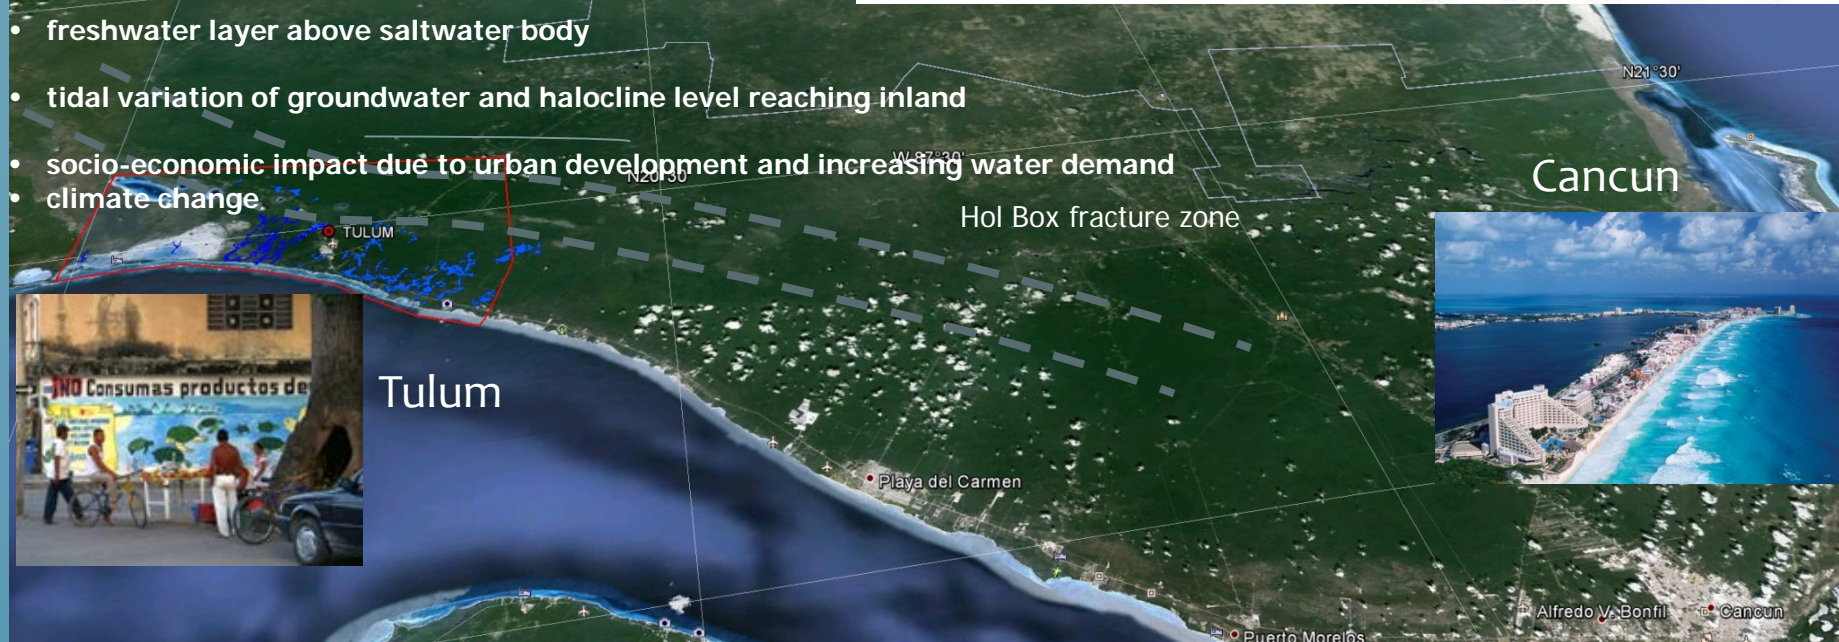 • freshwater layer above saltwater body
N21°30'
• tidal variation of groundwater and halocline level reaching inland
• socio-economic impact due to urban development and increasing water demand
W 87°30'
N20°30'
Cancun
• climate change
Hol Box fracture zone
TULUM
¡NO Consumas productos de
Tulum
Playa del Carmen
Alfredo V. Bonfil
Cancun
Puerto Morelos